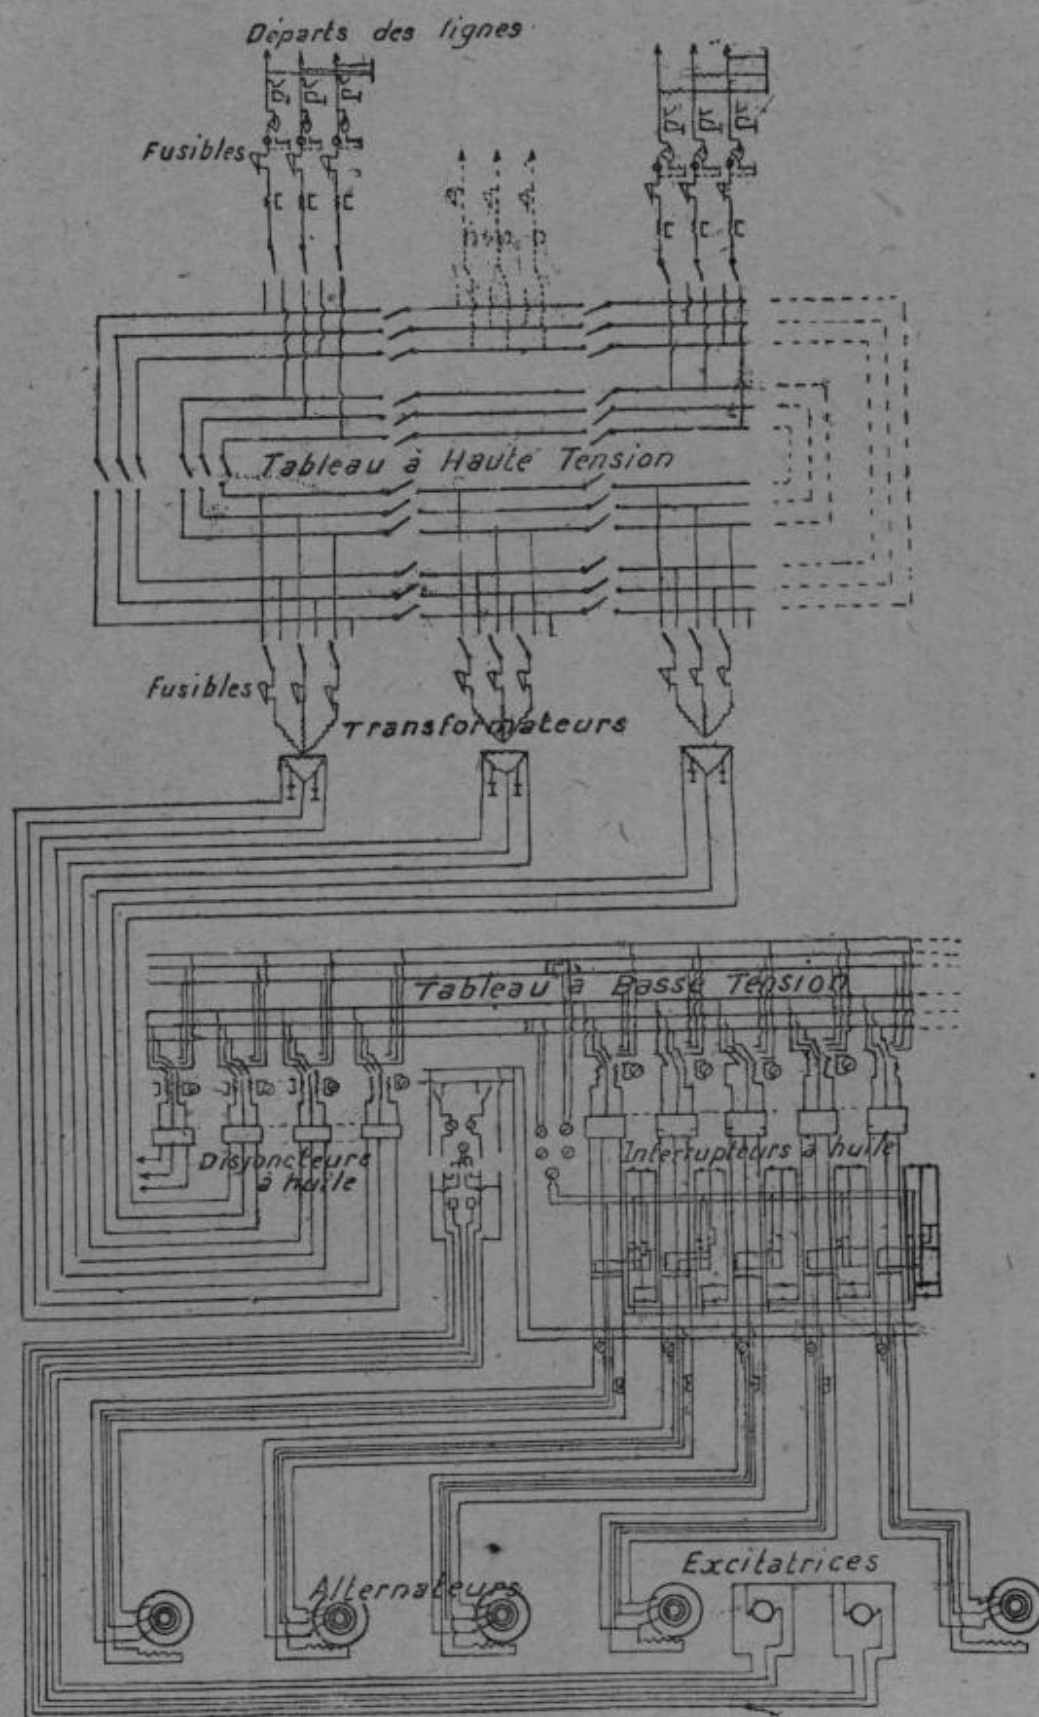 Départs des lignes
Fusibles
Tableau à Haute Tension
Fusibles
Transformateurs
Tableau à Basse Tension
Disjoncteurs
à huile
Interrupteurs à huile
Excitatrices
Alternateurs